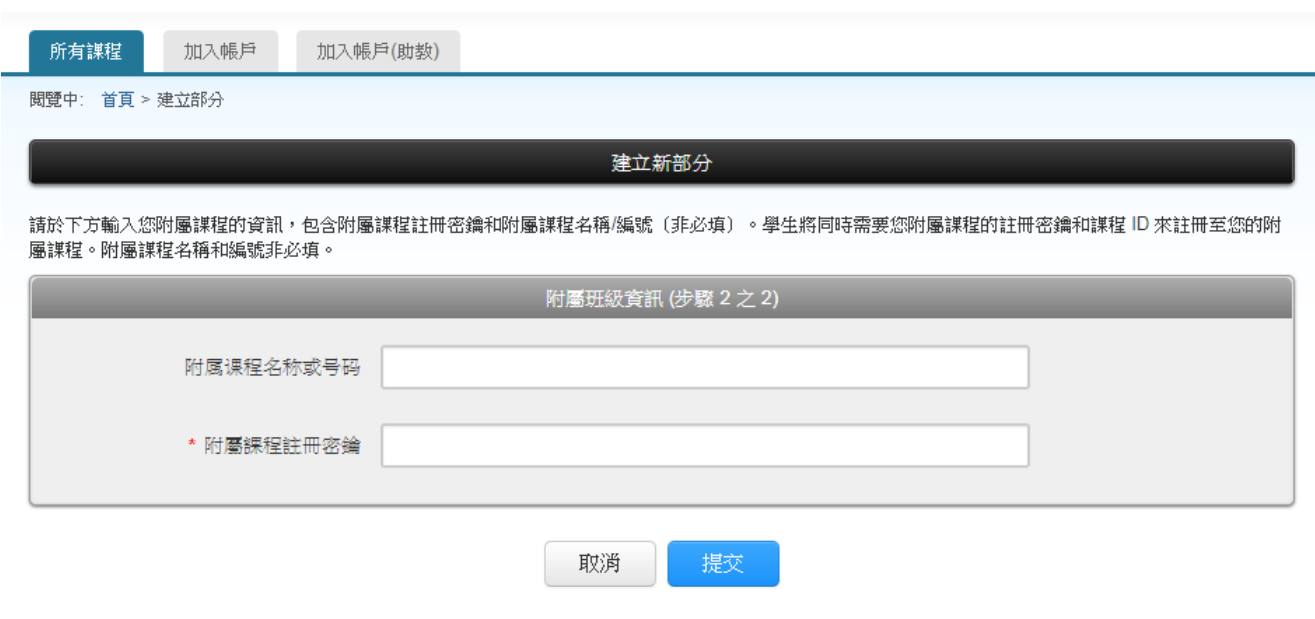 所有課程 加入帳戶 加入帳戶(助教)
閱覽中: 首頁 > 建立部分
建立新部分
請於下方輸入您附屬課程的資訊，包含附屬課程註冊密鑰和附屬課程名稱/編號（非必填）。學生將同時需要您附屬課程的註冊密鑰和課程 ID 來註冊至您的附
屬課程。附屬課程名稱和編號非必填。
附屬班級資訊 (步驟 2 之 2)
附属课程名称或号码
* 附屬課程註冊密鑰
取消 提交